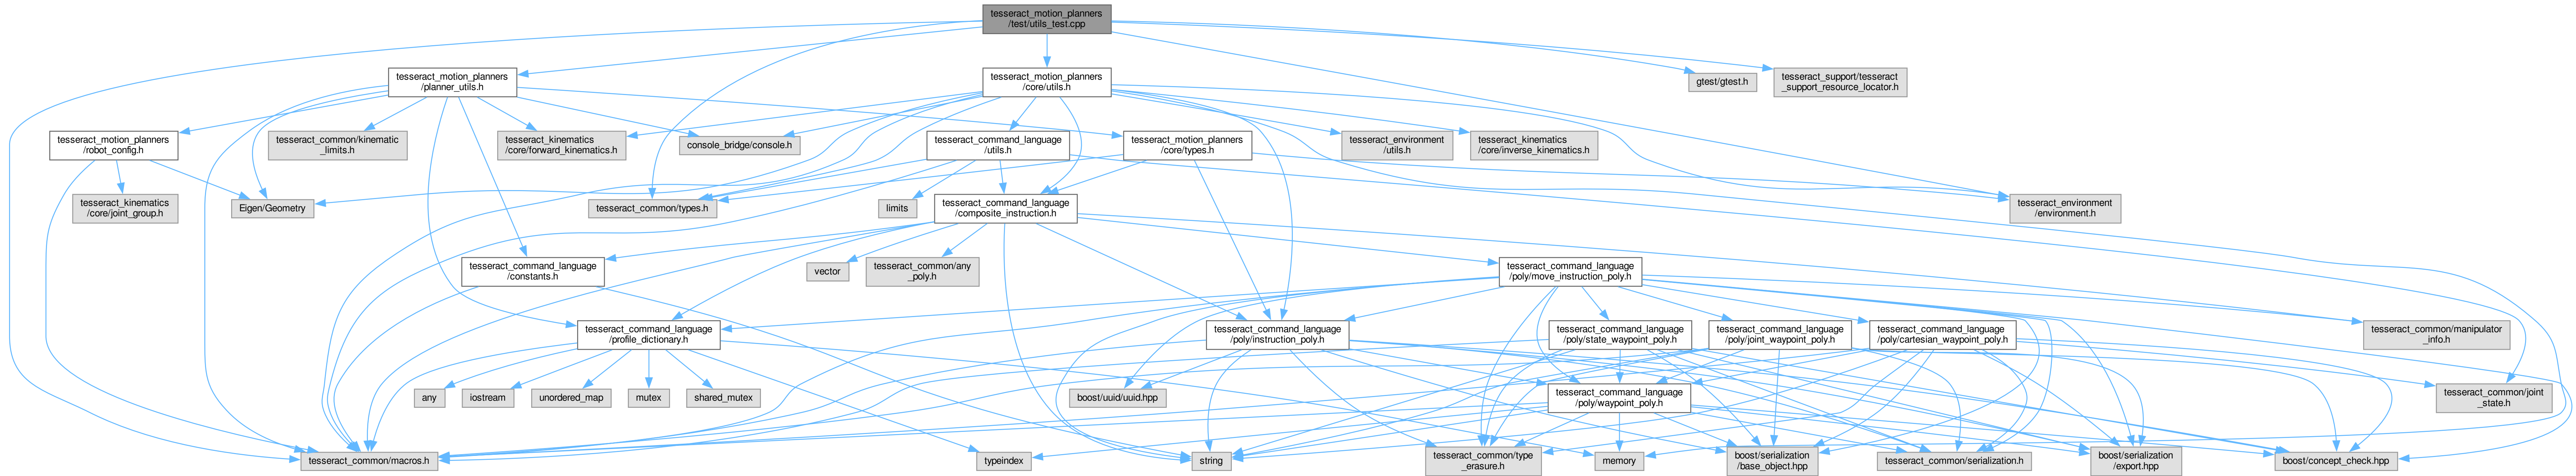 tesseract_motion_planners
/test/utils_test.cpp
tesseract_motion_planners
/planner_utils.h
tesseract_motion_planners
/core/utils.h
gtest/gtest.h
tesseract_support/tesseract
_support_resource_locator.h
tesseract_motion_planners
/robot_config.h
tesseract_common/kinematic
_limits.h
tesseract_kinematics
/core/forward_kinematics.h
console_bridge/console.h
tesseract_command_language
/utils.h
tesseract_motion_planners
/core/types.h
tesseract_environment
/utils.h
tesseract_kinematics
/core/inverse_kinematics.h
tesseract_kinematics
/core/joint_group.h
Eigen/Geometry
tesseract_common/types.h
limits
tesseract_command_language
/composite_instruction.h
tesseract_environment
/environment.h
tesseract_command_language
/constants.h
vector
tesseract_common/any
_poly.h
tesseract_command_language
/poly/move_instruction_poly.h
tesseract_command_language
/profile_dictionary.h
tesseract_command_language
/poly/instruction_poly.h
tesseract_command_language
/poly/state_waypoint_poly.h
tesseract_command_language
/poly/joint_waypoint_poly.h
tesseract_command_language
/poly/cartesian_waypoint_poly.h
tesseract_common/manipulator
_info.h
any
iostream
unordered_map
mutex
shared_mutex
boost/uuid/uuid.hpp
tesseract_command_language
/poly/waypoint_poly.h
tesseract_common/joint
_state.h
tesseract_common/macros.h
typeindex
string
tesseract_common/type
_erasure.h
memory
boost/serialization
/base_object.hpp
tesseract_common/serialization.h
boost/serialization
/export.hpp
boost/concept_check.hpp